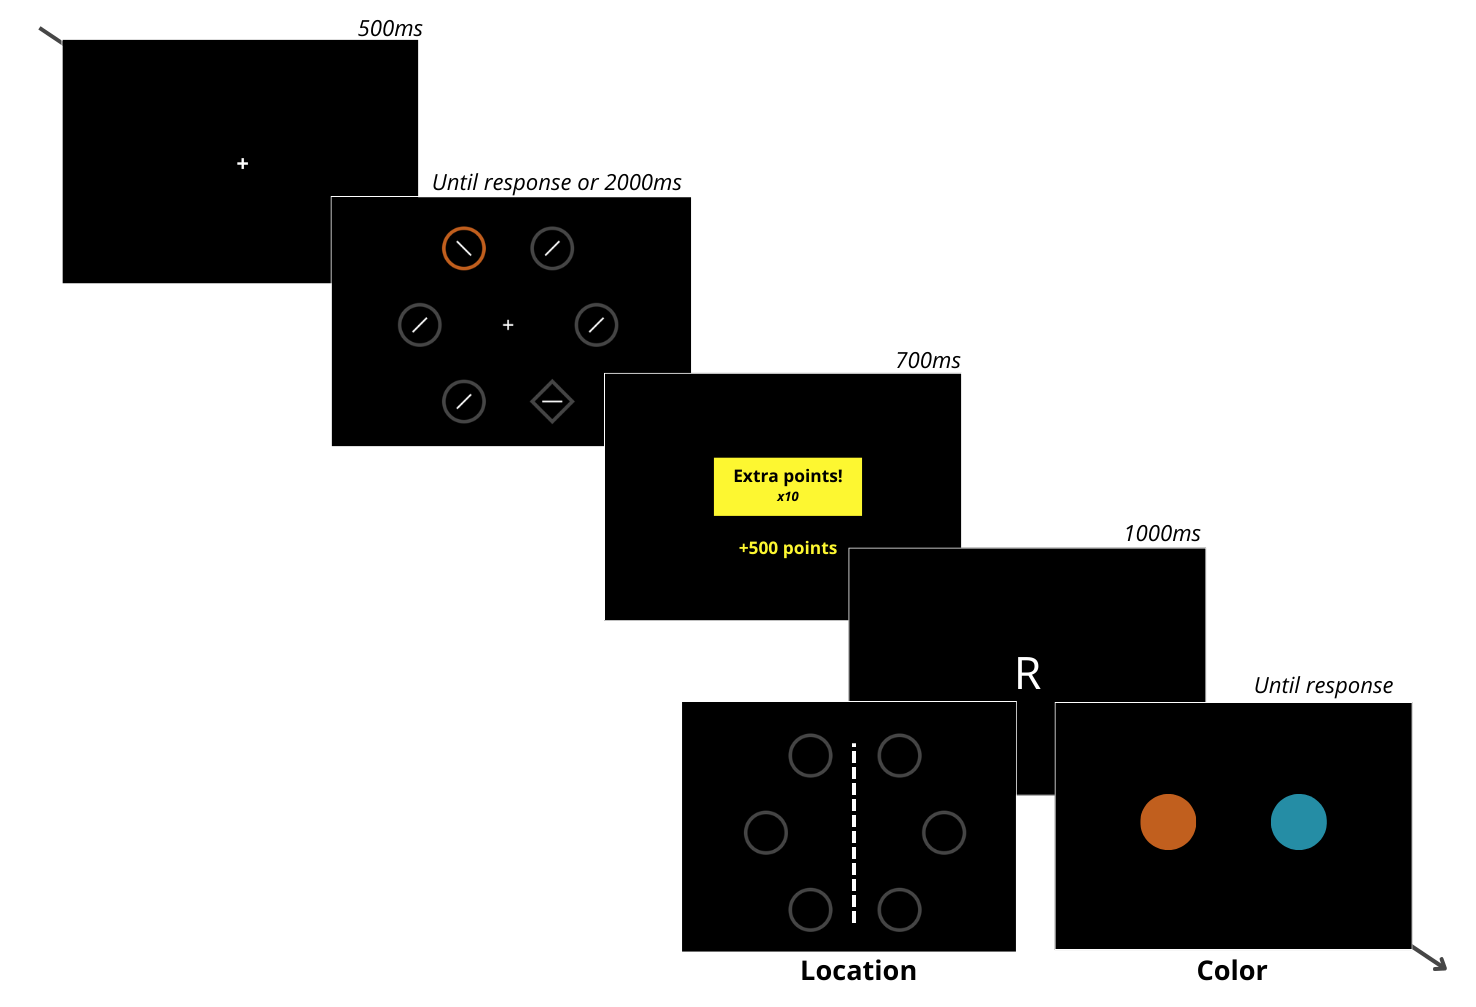 500ms
+
Until response or 2000ms
+
700ms
Extra points!
x10
+500 points
1000ms
R
Until response
Location
Color